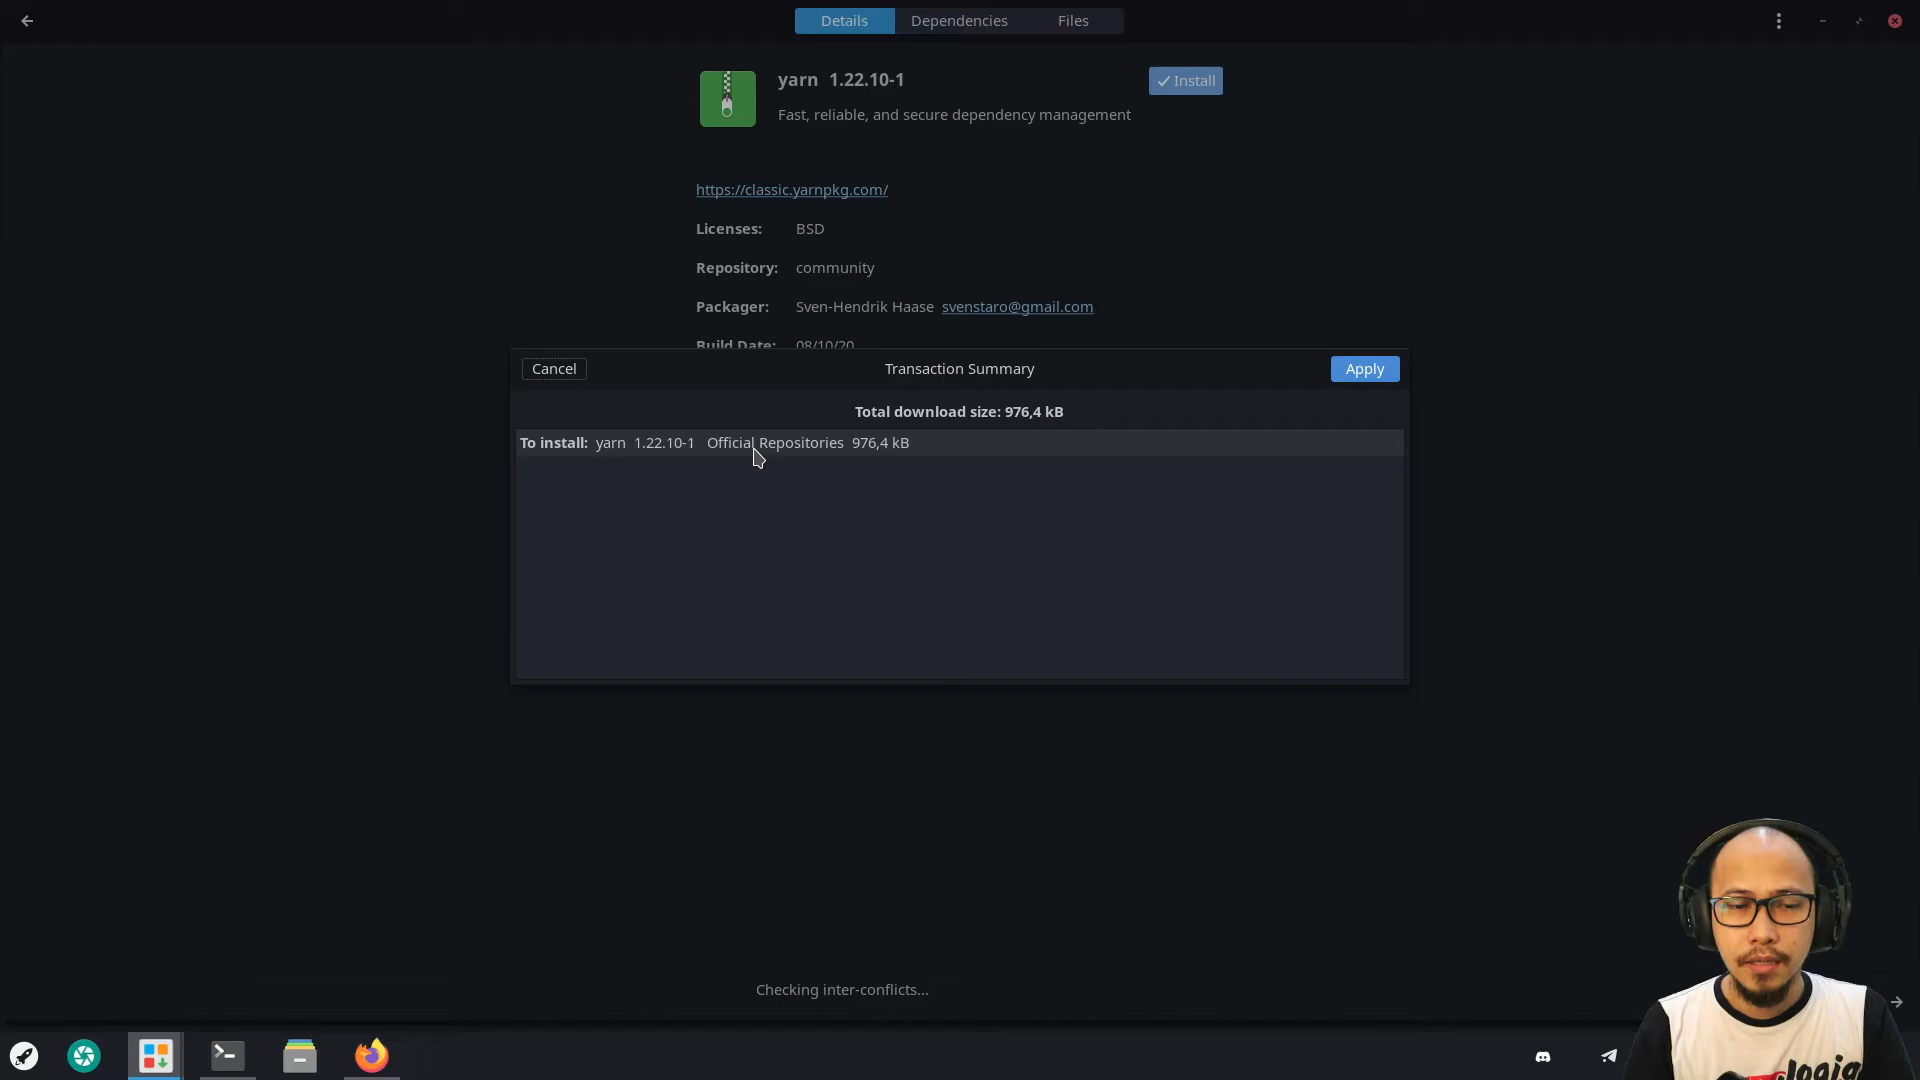 Details Dependencies Files
yarn 1.22.10-1
Install
Fast, reliable, and secure dependency management
https://classic.yarnpkg.com/
Licenses: BSD
Repository: community
Packager: Sven-Hendrik Haase svenstaro@gmail.com
Build Date: 08/10/20
Cancel Transaction Summary Apply
Total download size: 976,4 kB
To install: yarn 1.22.10-1 Official Repositories 976,4 kB
Checking inter-conflicts...